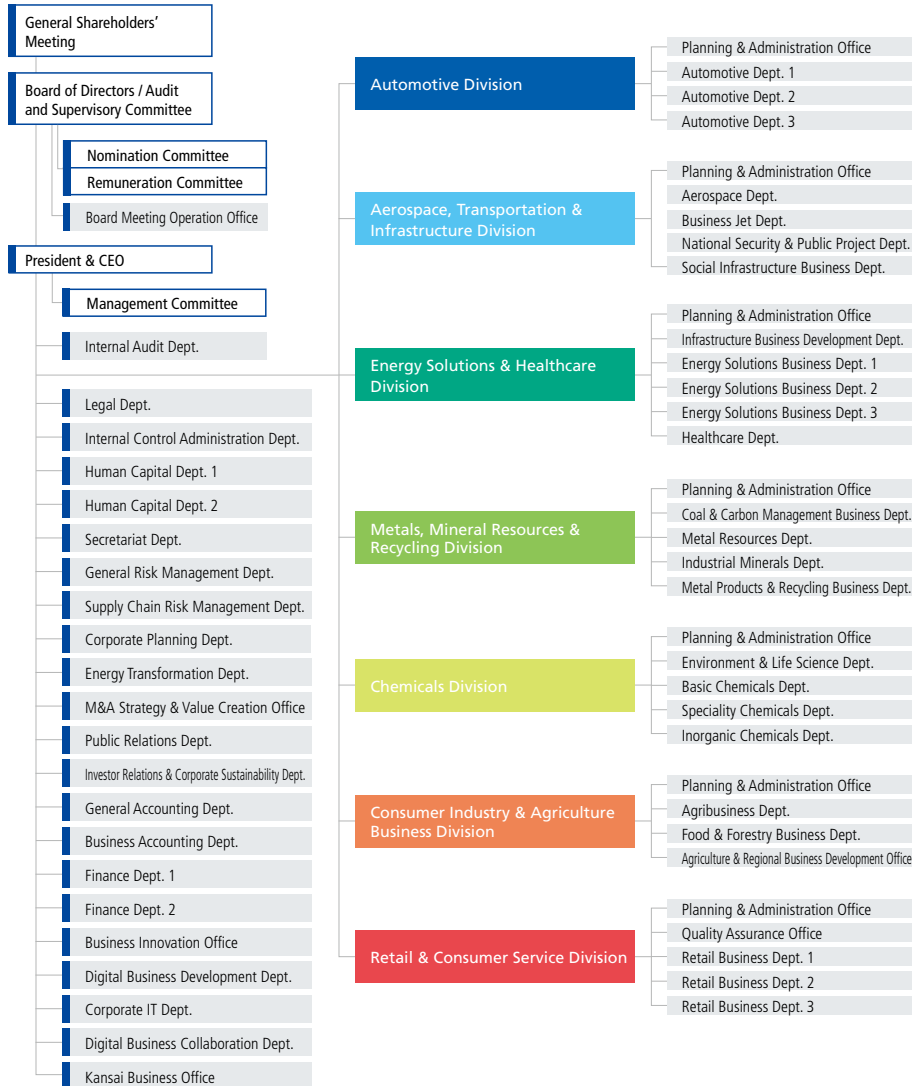 General Shareholders'
Meeting
Board of Directors / Audit
and Supervisory Committee
Nomination Committee
Remuneration Committee
Board Meeting Operation Office
President & CEO
Management Committee
Internal Audit Dept.
Legal Dept.
Internal Control Administration Dept.
Human Capital Dept. 1
Human Capital Dept. 2
Secretariat Dept.
General Risk Management Dept.
Supply Chain Risk Management Dept.
Corporate Planning Dept.
Energy Transformation Dept.
M&A Strategy & Value Creation Office
Public Relations Dept.
Investor Relations & Corporate Sustainability Dept.
General Accounting Dept.
Business Accounting Dept.
Finance Dept. 1
Finance Dept. 2
Business Innovation Office
Digital Business Development Dept.
Corporate IT Dept.
Digital Business Collaboration Dept.
Kansai Business Office
Automotive Division
Planning & Administration Office
Automotive Dept. 1
Automotive Dept. 2
Automotive Dept. 3
Aerospace, Transportation &
Infrastructure Division
Planning & Administration Office
Aerospace Dept.
Business Jet Dept.
National Security & Public Project Dept.
Social Infrastructure Business Dept.
Energy Solutions & Healthcare
Division
Planning & Administration Office
Infrastructure Business Development Dept.
Energy Solutions Business Dept. 1
Energy Solutions Business Dept. 2
Energy Solutions Business Dept. 3
Healthcare Dept.
Metals, Mineral Resources &
Recycling Division
Planning & Administration Office
Coal & Carbon Management Business Dept.
Metal Resources Dept.
Industrial Minerals Dept.
Metal Products & Recycling Business Dept.
Chemicals Division
Planning & Administration Office
Environment & Life Science Dept.
Basic Chemicals Dept.
Speciality Chemicals Dept.
Inorganic Chemicals Dept.
Consumer Industry & Agriculture
Business Division
Planning & Administration Office
Agribusiness Dept.
Food & Forestry Business Dept.
Agriculture & Regional Business Development Office
Retail & Consumer Service Division
Planning & Administration Office
Quality Assurance Office
Retail Business Dept. 1
Retail Business Dept. 2
Retail Business Dept. 3